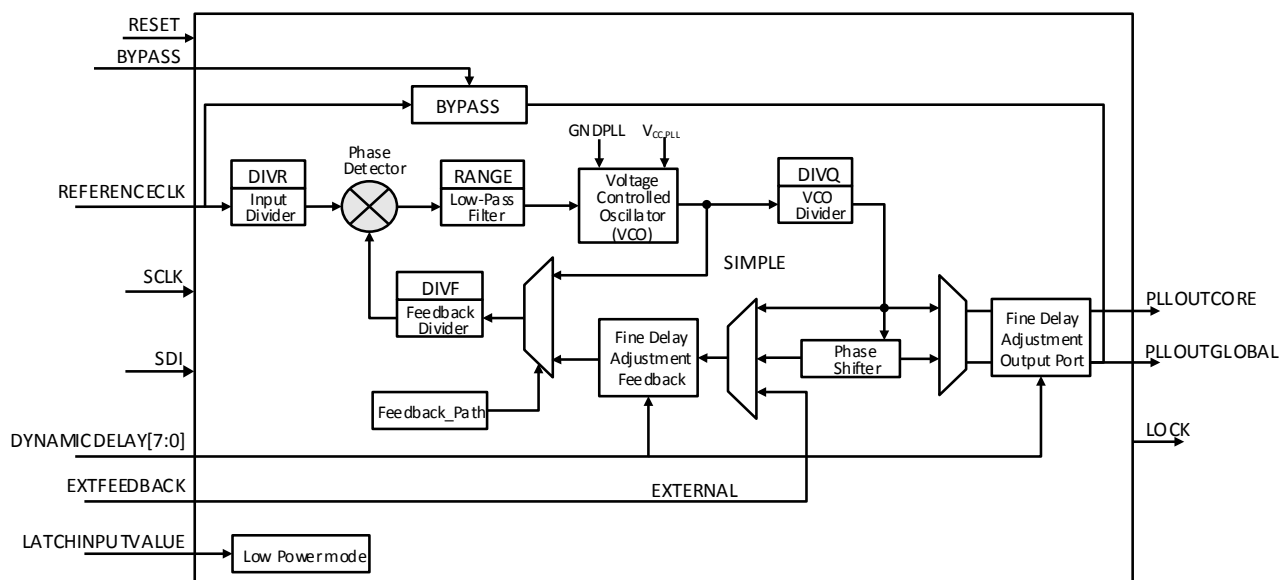 RESET
BYPASS
BYPASS
GNDPLL
VCCPLL
Phase
Detector
DIVR
Input
Divider
RANGE
Low-Pass
Filter
Voltage
Controlled
Oscillator
(VCO)
DIVQ
VCO
Divider
REFERENCECLK
SIMPLE
SCLK
DIVF
Feedback
Divider
Fine Delay
Adjustment
Feedback
Phase
Shifter
Fine Delay
Adjustment
Output Port
PLLOUTCORE
PLLOUTGLOBAL
SDI
Feedback_Path
DYNAMICDELAY[7:0]
LOCK
EXTFEEDBACK
EXTERNAL
LATCHINPUTVALUE
Low Power mode